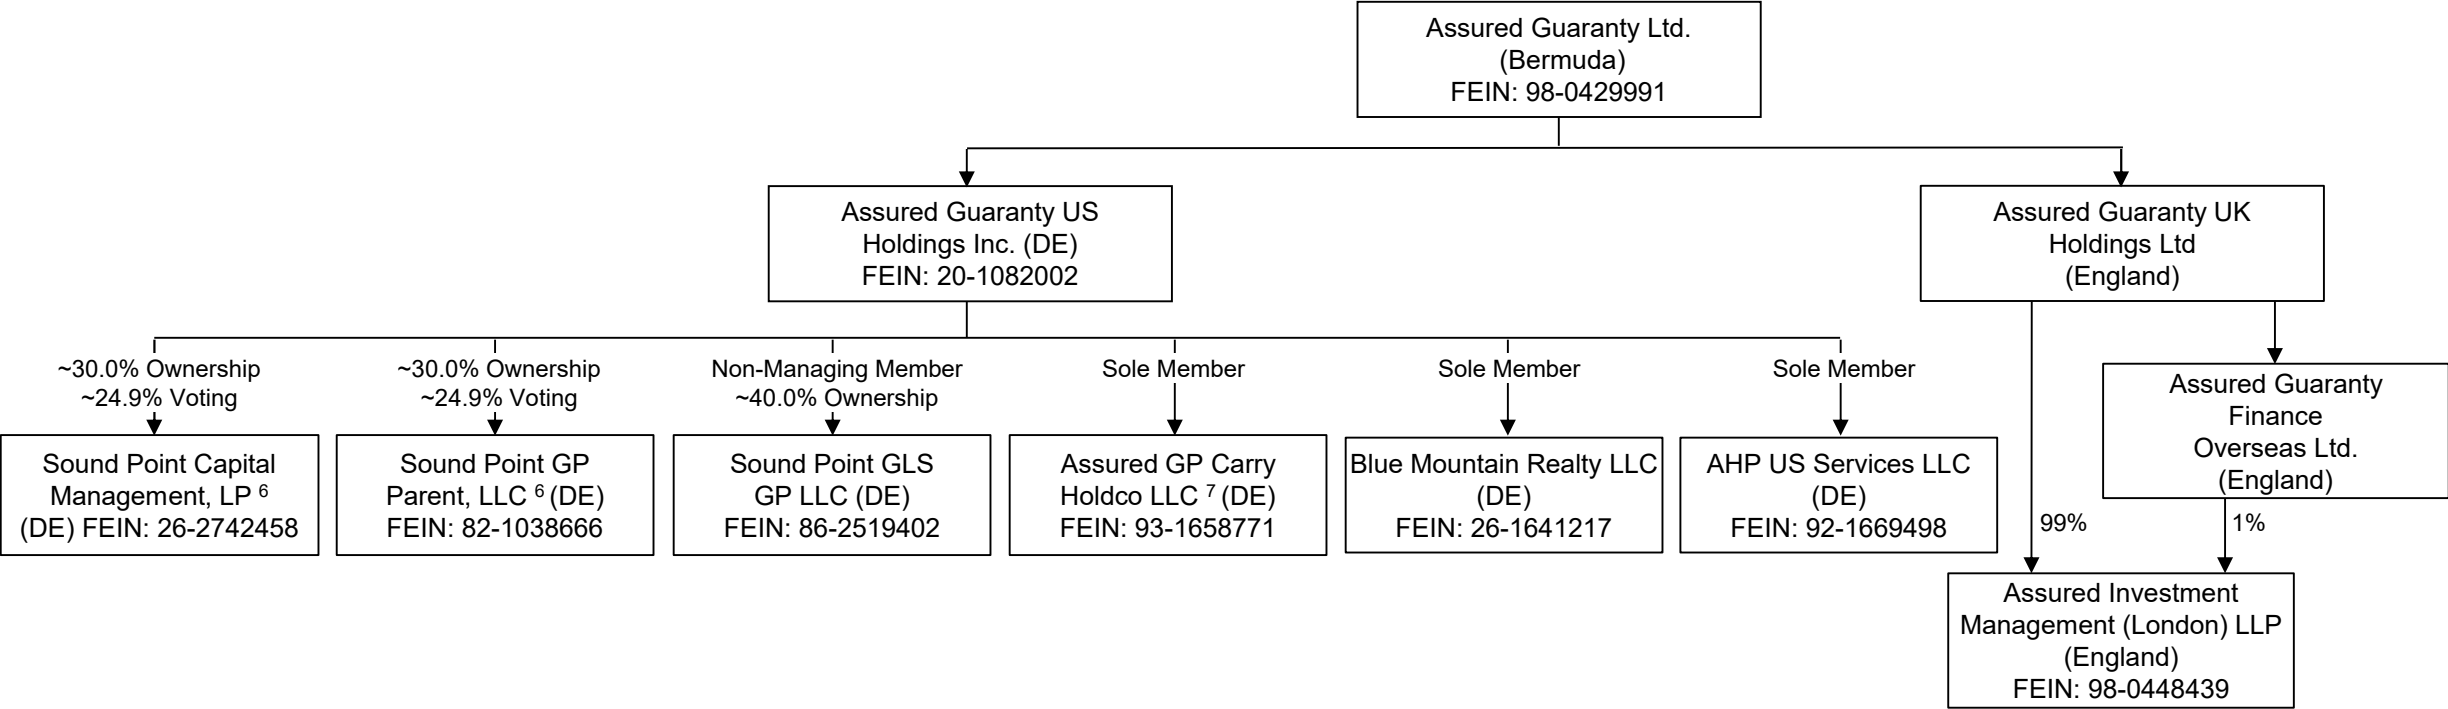 Assured Guaranty Ltd.
(Bermuda)
FEIN: 98-0429991
Assured Guaranty US
Holdings Inc. (DE)
FEIN: 20-1082002
Assured Guaranty UK
Holdings Ltd
(England)
~30.0% Ownership
~24.9% Voting
~30.0% Ownership
~24.9% Voting
Non-Managing Member
~40.0% Ownership
Sole Member
Sole Member
Sole Member
Assured Guaranty
Finance
Overseas Ltd.
(England)
Sound Point Capital
Management, LP 6
(DE) FEIN: 26-2742458
Sound Point GP
Parent, LLC 6 (DE)
FEIN: 82-1038666
Sound Point GLS
GP LLC (DE)
FEIN: 86-2519402
Assured GP Carry
Holdco LLC 7 (DE)
FEIN: 93-1658771
Blue Mountain Realty LLC
(DE)
FEIN: 26-1641217
AHP US Services LLC
(DE)
FEIN: 92-1669498
99%
1%
Assured Investment
Management (London) LLP
(England)
FEIN: 98-0448439